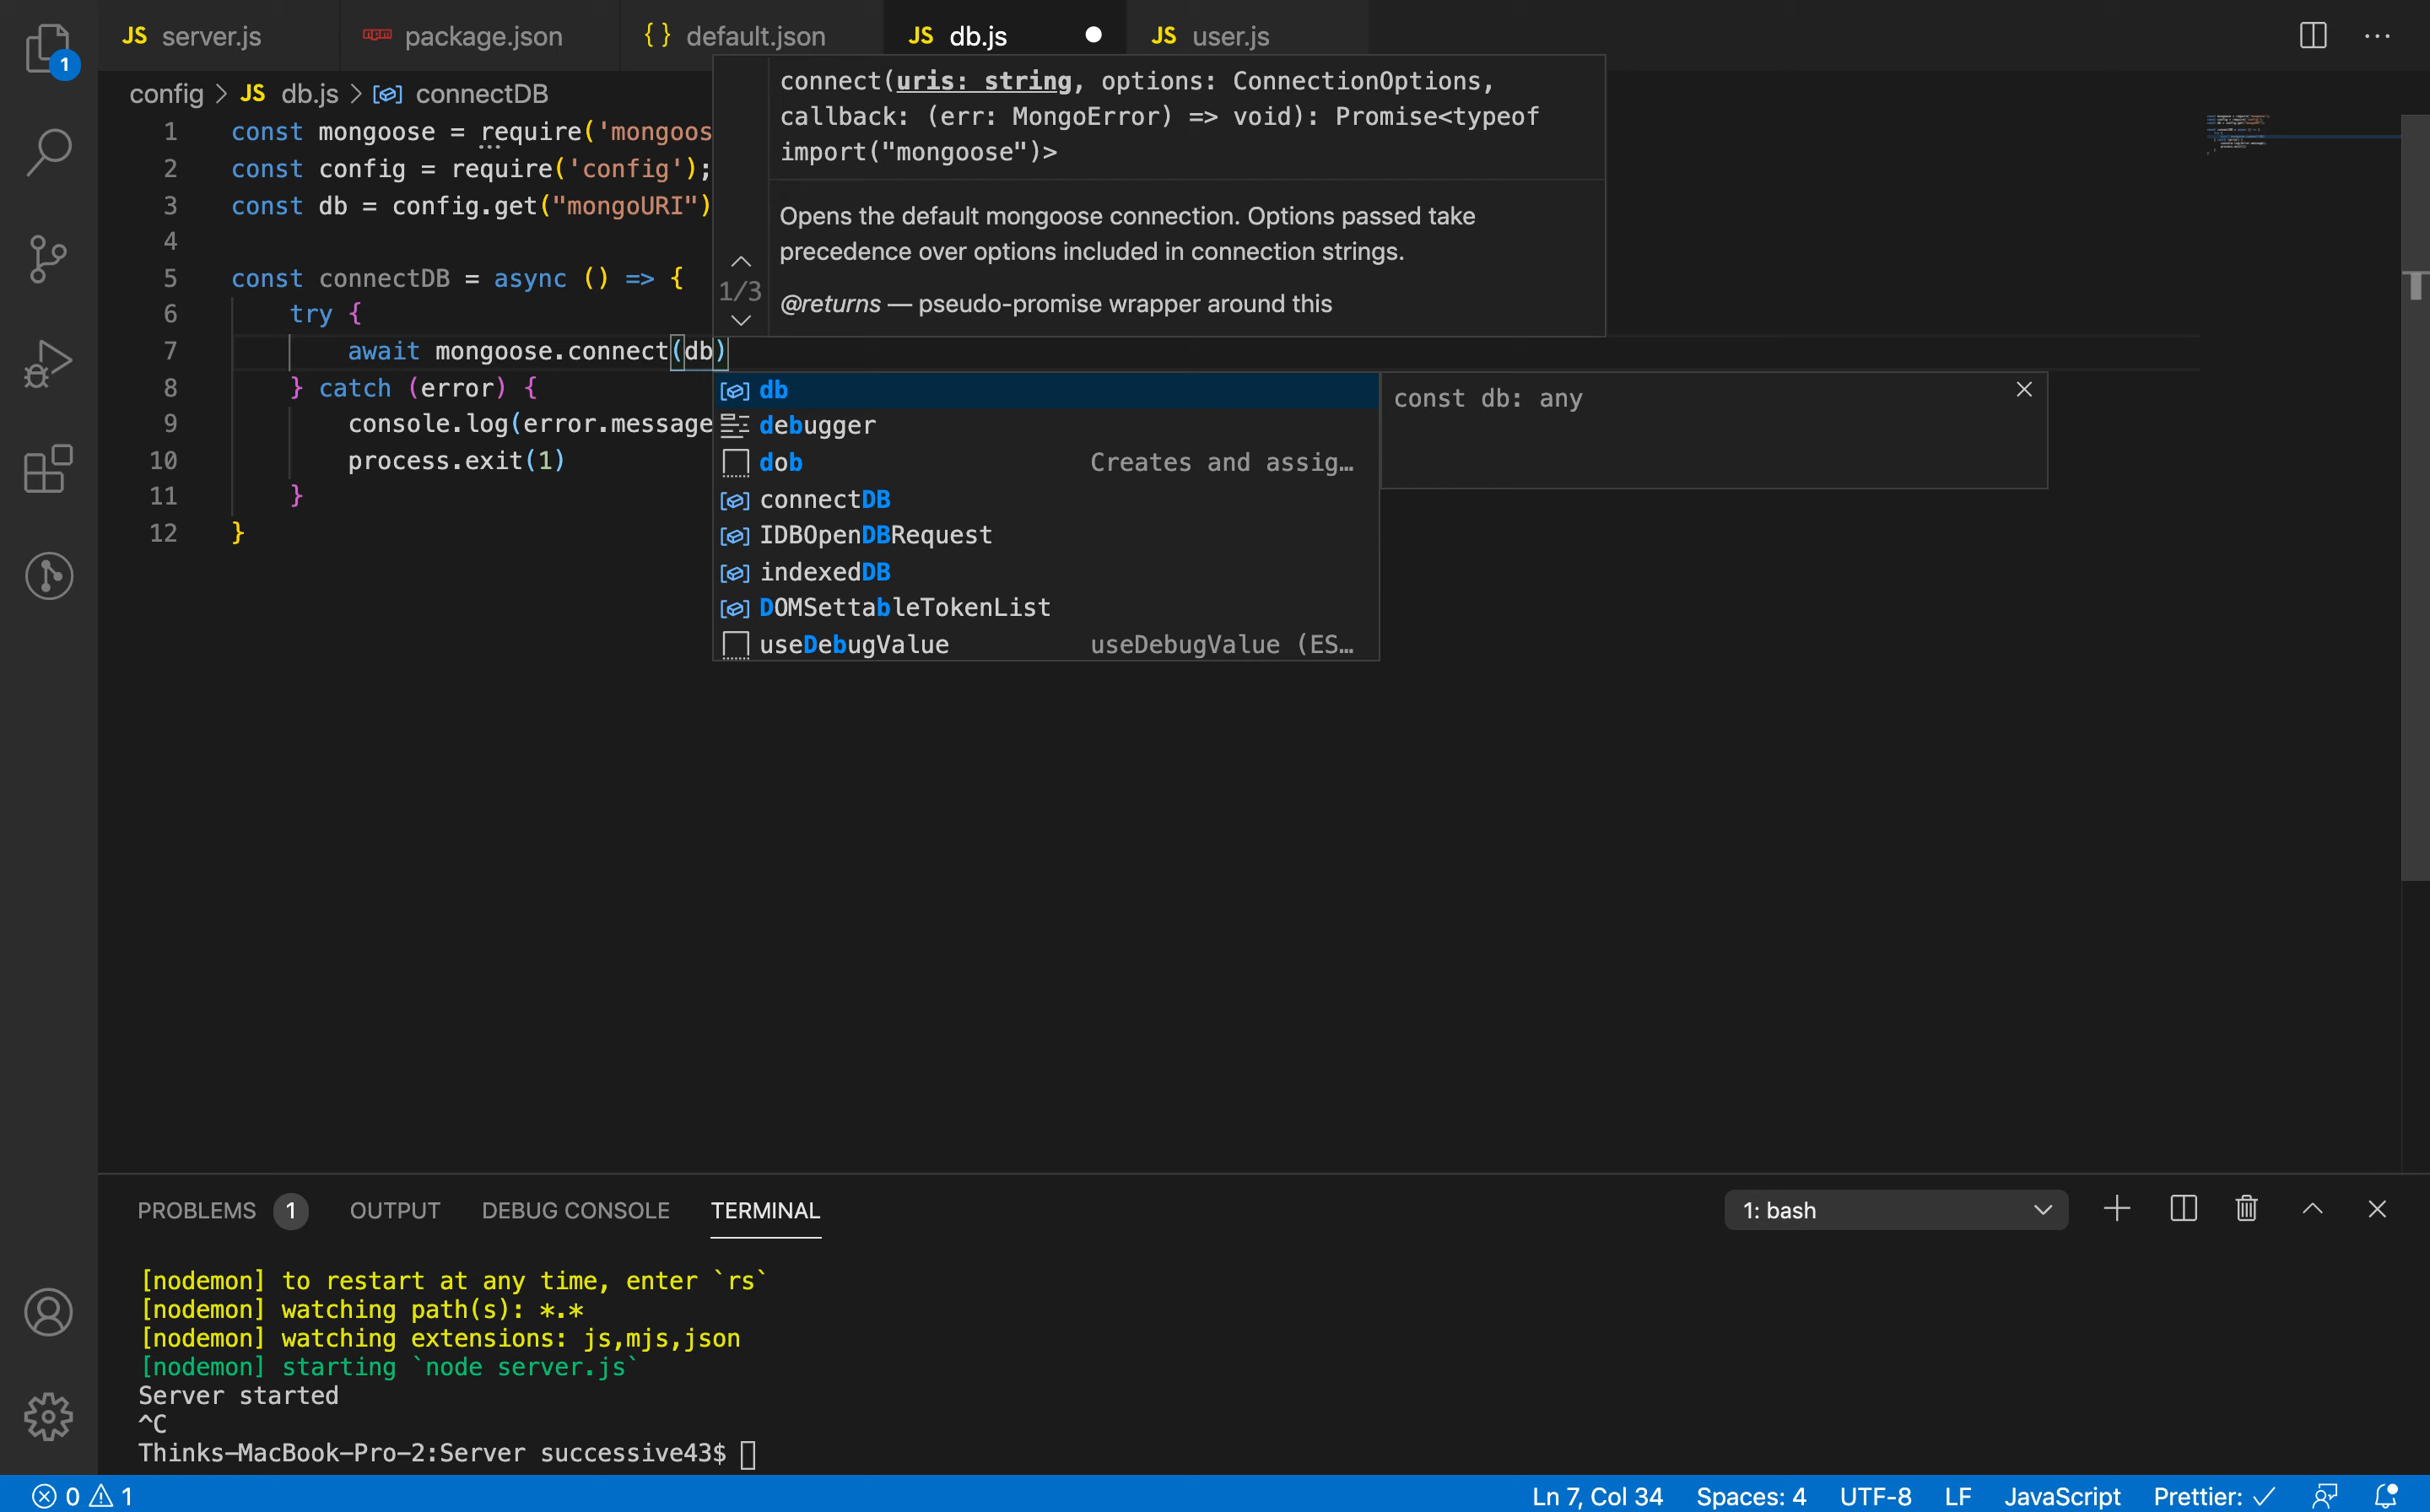 JS server.js package.json { } default.json JS db.js JS user.js ...
1
config > JS db.js > connectDB
1 const mongoose = require('mongoos
2 const config = require('config');
3 const db = config.get("mongoURI")
4
5 const connectDB = async () => {
6 try {
7 await mongoose.connect(db)
8 } catch (error) {
9 console.log(error.message
10 process.exit(1)
11 }
12 }
connect(uris: string, options: ConnectionOptions,
callback: (err: MongoError) => void): Promise<typeof
import("mongoose")>
Opens the default mongoose connection. Options passed take
precedence over options included in connection strings.
1/3
@returns — pseudo-promise wrapper around this
db
debugger
dob Creates and assig…
connectDB
IDBOpenDBRequest
indexedDB
DOMSettableTokenList
useDebugValue useDebugValue (ES…
const db: any
PROBLEMS 1 OUTPUT DEBUG CONSOLE TERMINAL 1: bash
[nodemon] to restart at any time, enter `rs`
[nodemon] watching path(s): *.*
[nodemon] watching extensions: js,mjs,json
[nodemon] starting `node server.js`
Server started
^C
Thinks-MacBook-Pro-2:Server successive43$
0 1 Ln 7, Col 34 Spaces: 4 UTF-8 LF JavaScript Prettier: ✓